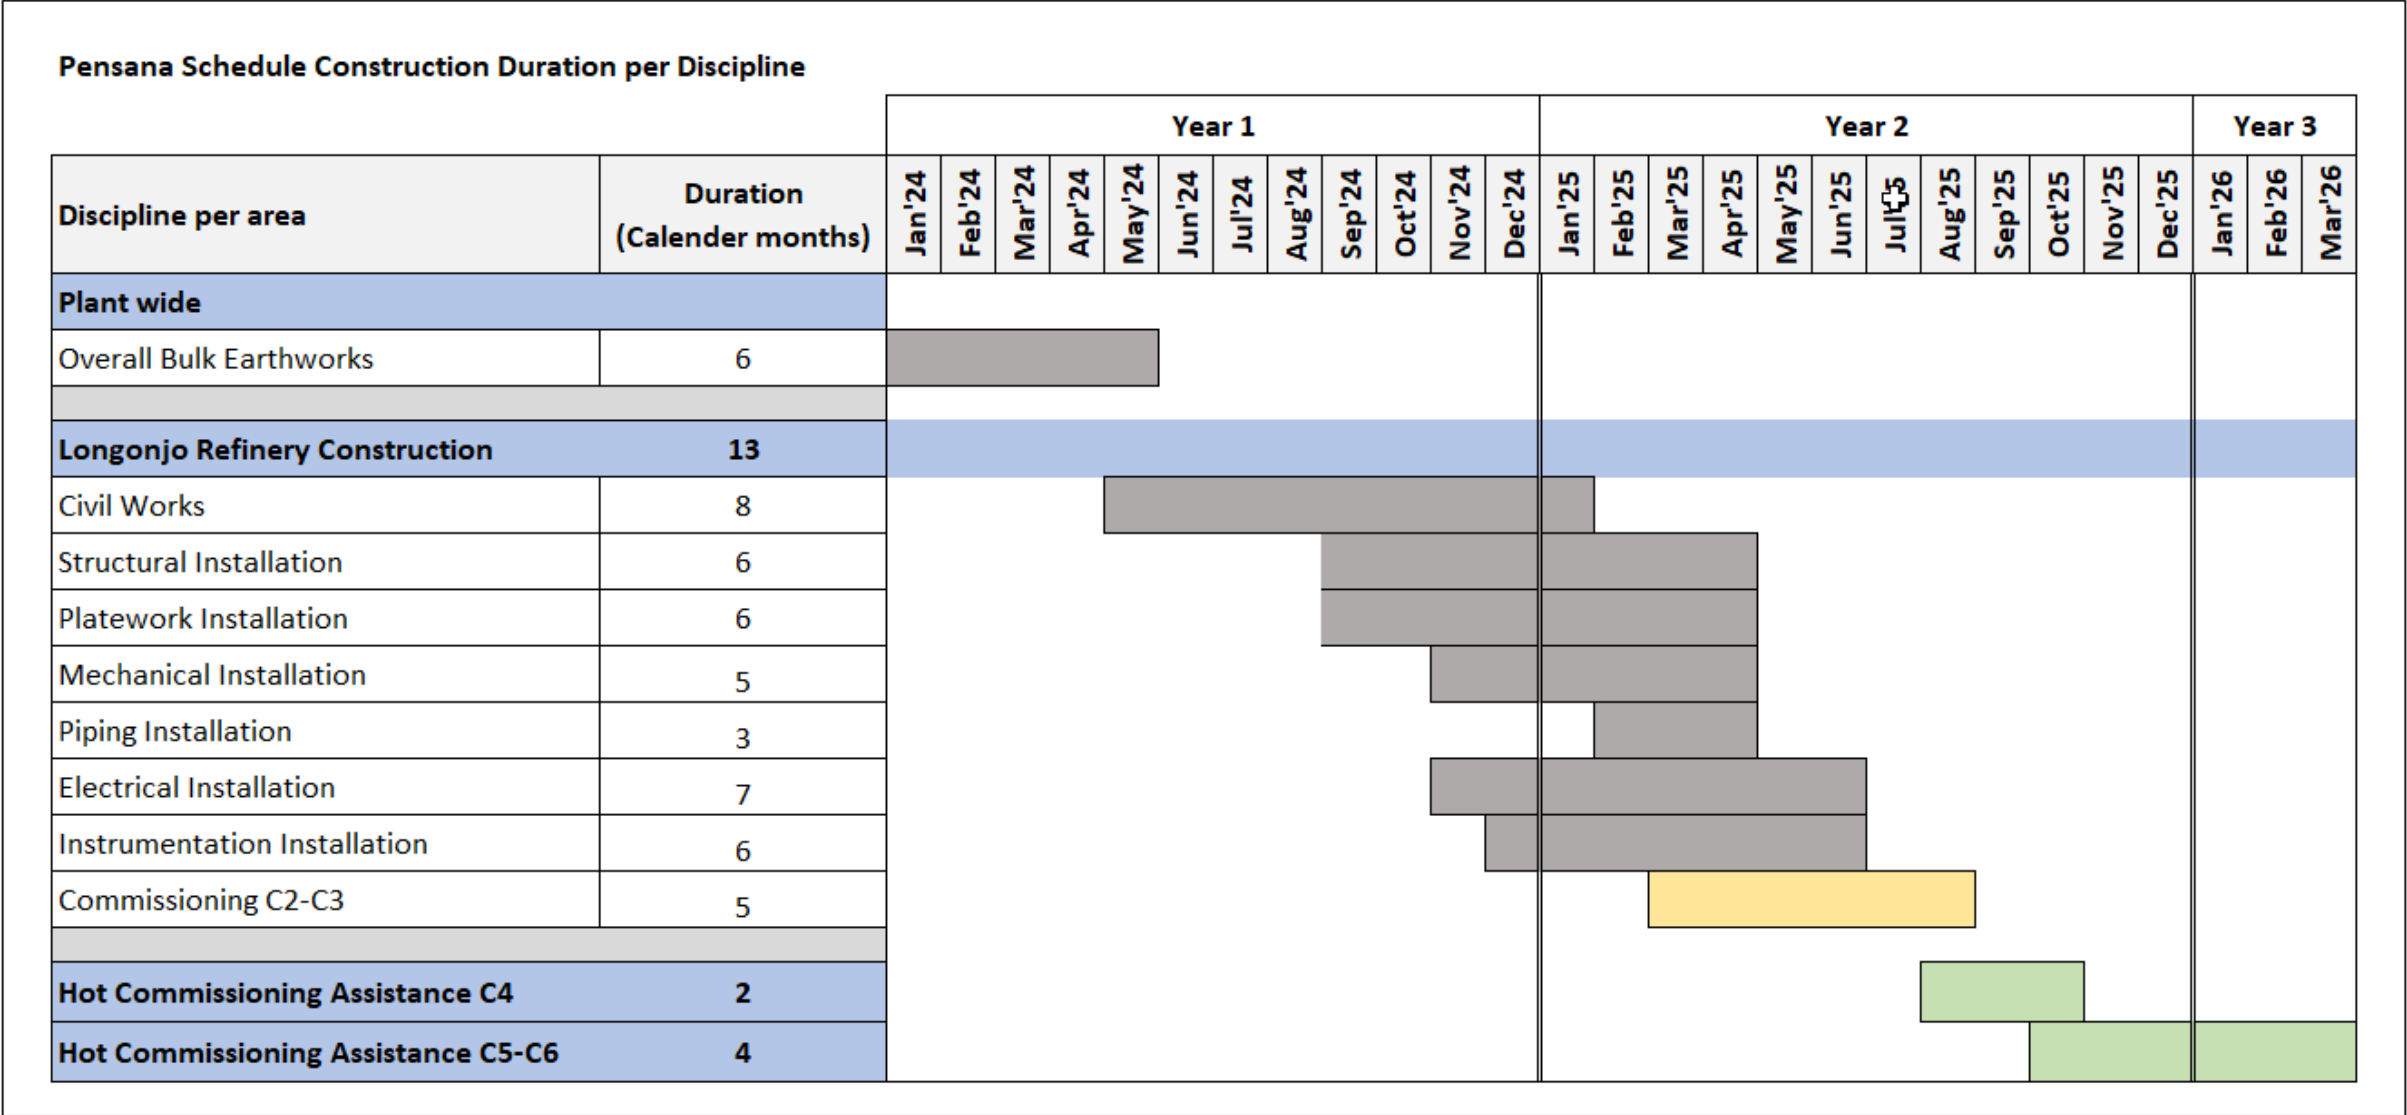 Pensana Schedule Construction Duration per Discipline
Year 1 Year 2 Year 3
Discipline per area Duration (Calender months) Jan'24 Feb'24 Mar'24 Apr'24 May'24 Jun'24 Jul'24 Aug'24 Sep'24 Oct'24 Nov'24 Dec'24 Jan'25 Feb'25 Mar'25 Apr'25 May'25 Jun'25 Aug'25 Sep'25 Oct'25 Nov'25 Dec'25 Jan'26 Feb'26 Mar'26
Plant wide
Overall Bulk Earthworks 6
Longonjo Refinery Construction 13
Civil Works 8
Structural Installation 6
Platework Installation 6
Mechanical Installation 5
Piping Installation 3
Electrical Installation 7
Instrumentation Installation 6
Commissioning C2-C3 5
Hot Commissioning Assistance C4 2
Hot Commissioning Assistance C5-C6 4